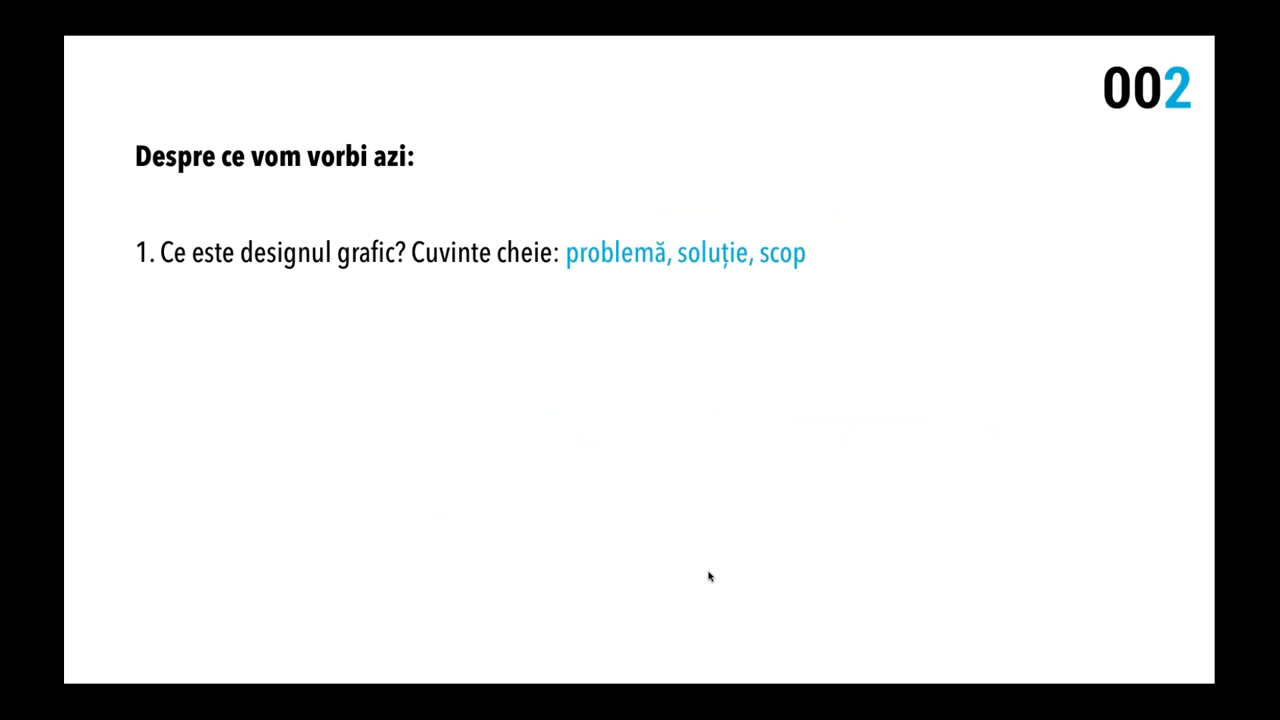 002
Despre ce vom vorbi azi:
1. Ce este designul grafic? Cuvinte cheie: problemă, soluție, scop